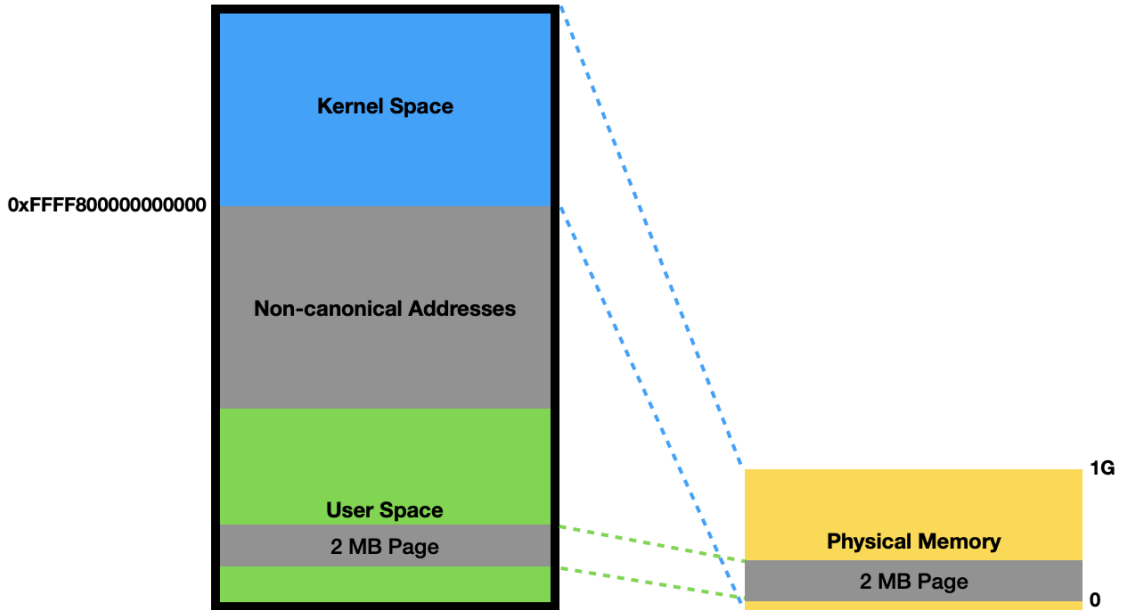 Kernel Space
0xFFFF800000000000
Non-canonical Addresses
1G
User Space
Physical Memory
2 MB Page
2 MB Page
0